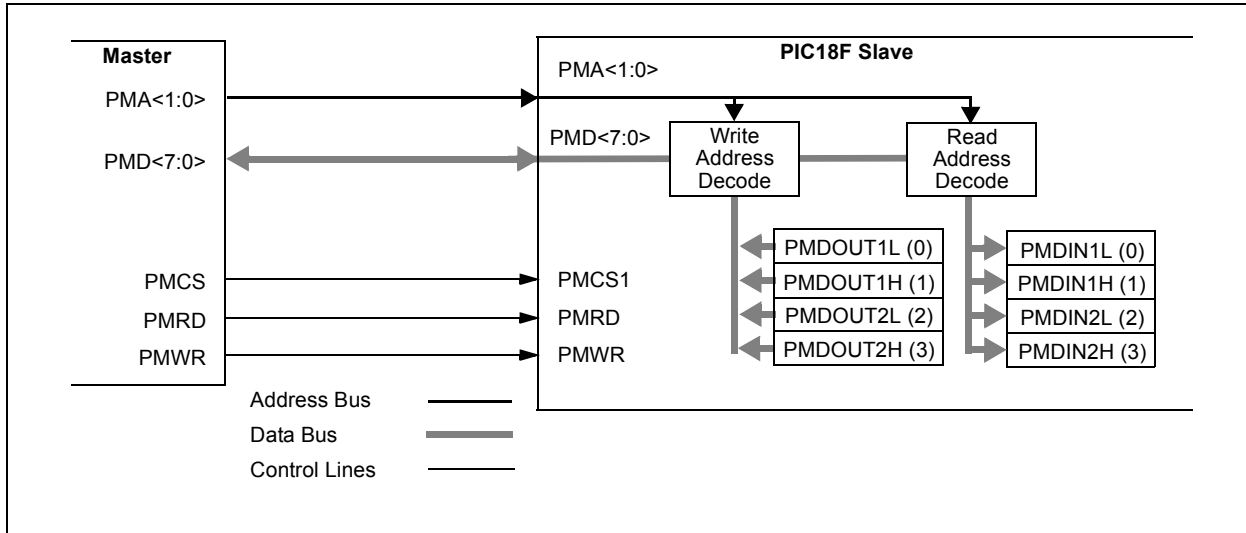 Master
PMA<1:0>
PMD<7:0>
PMCS
PMRD
PMWR
PIC18F Slave
PMA<1:0>
PMD<7:0>
Write
Address
Decode
Read
Address
Decode
PMDOUT1L (0)
PMDOUT1H (1)
PMDOUT2L (2)
PMDOUT2H (3)
PMDIN1L (0)
PMDIN1H (1)
PMDIN2L (2)
PMDIN2H (3)
PMCS1
PMRD
PMWR
Address Bus
Data Bus
Control Lines